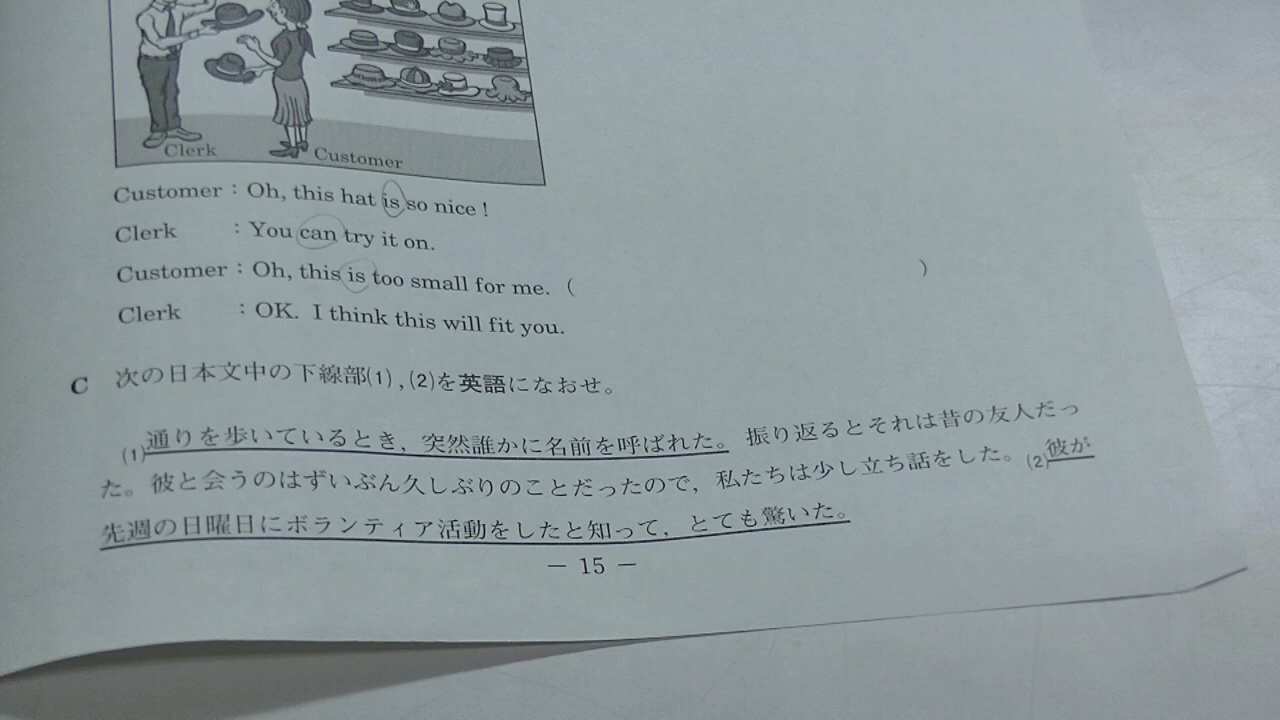 Clerk
Customer
Customer : Oh, this hat is so nice !
Clerk : You can try it on.
Customer : Oh, this is too small for me. ( )
Clerk : OK. I think this will fit you.
C 次の日本文中の下線部(1),(2)を英語になおせ。
(1)通りを歩いているとき，突然誰かに名前を呼ばれた。振り返るとそれは昔の友人だっ
た。彼と会うのはずいぶん久しぶりのことだったので，私たちは少し立ち話をした。(2)彼が
先週の日曜日にボランティア活動をしたと知って，とても驚いた。
― 15 ―